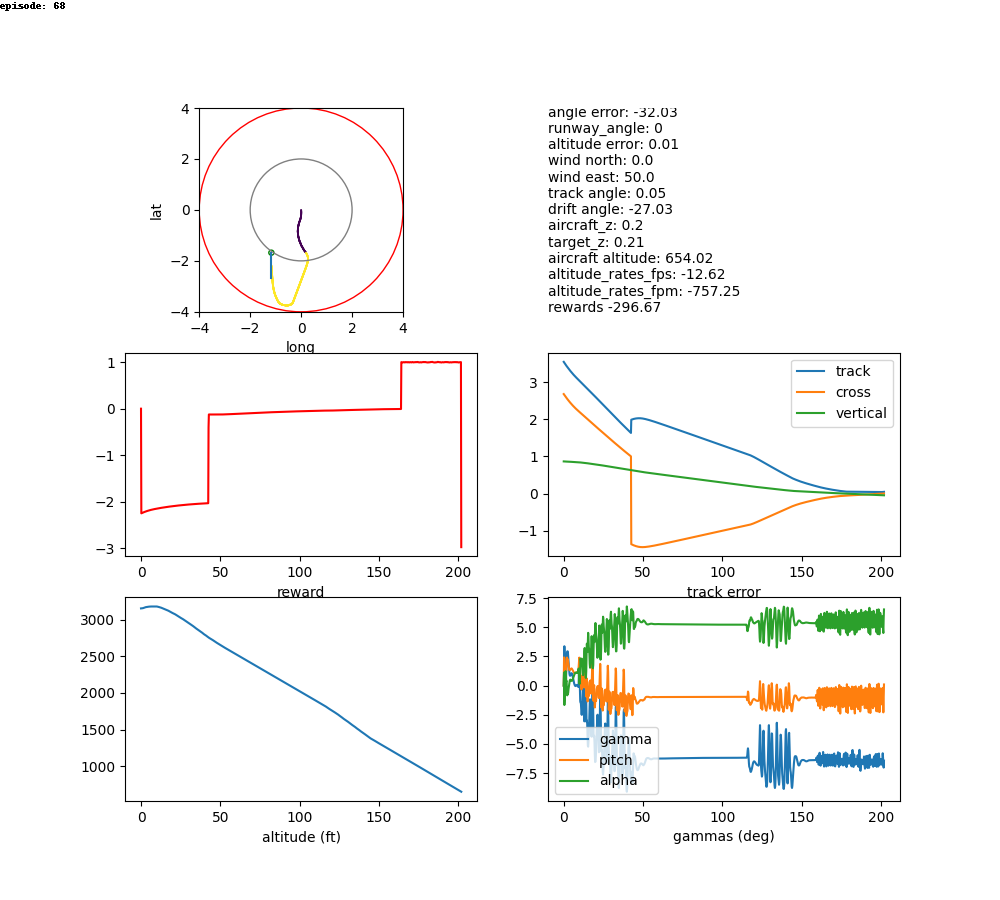 episode: 68
4
2
0
−2
−4
lat
−4 −2 0 2 4
long
angle error: -32.03
runway_angle: 0
altitude error: 0.01
wind north: 0.0
wind east: 50.0
track angle: 0.05
drift angle: -27.03
aircraft_z: 0.2
target_z: 0.21
aircraft altitude: 654.02
altitude_rates_fps: -12.62
altitude_rates_fpm: -757.25
rewards -296.67
1
0
−1
−2
−3
0 50 100 150 200
reward
3
2
1
0
−1
track
cross
vertical
0 50 100 150 200
track error
3000
2500
2000
1500
1000
0 50 100 150 200
altitude (ft)
7.5
5.0
2.5
0.0
−2.5
−5.0
−7.5
gamma
pitch
alpha
0 50 100 150 200
gammas (deg)